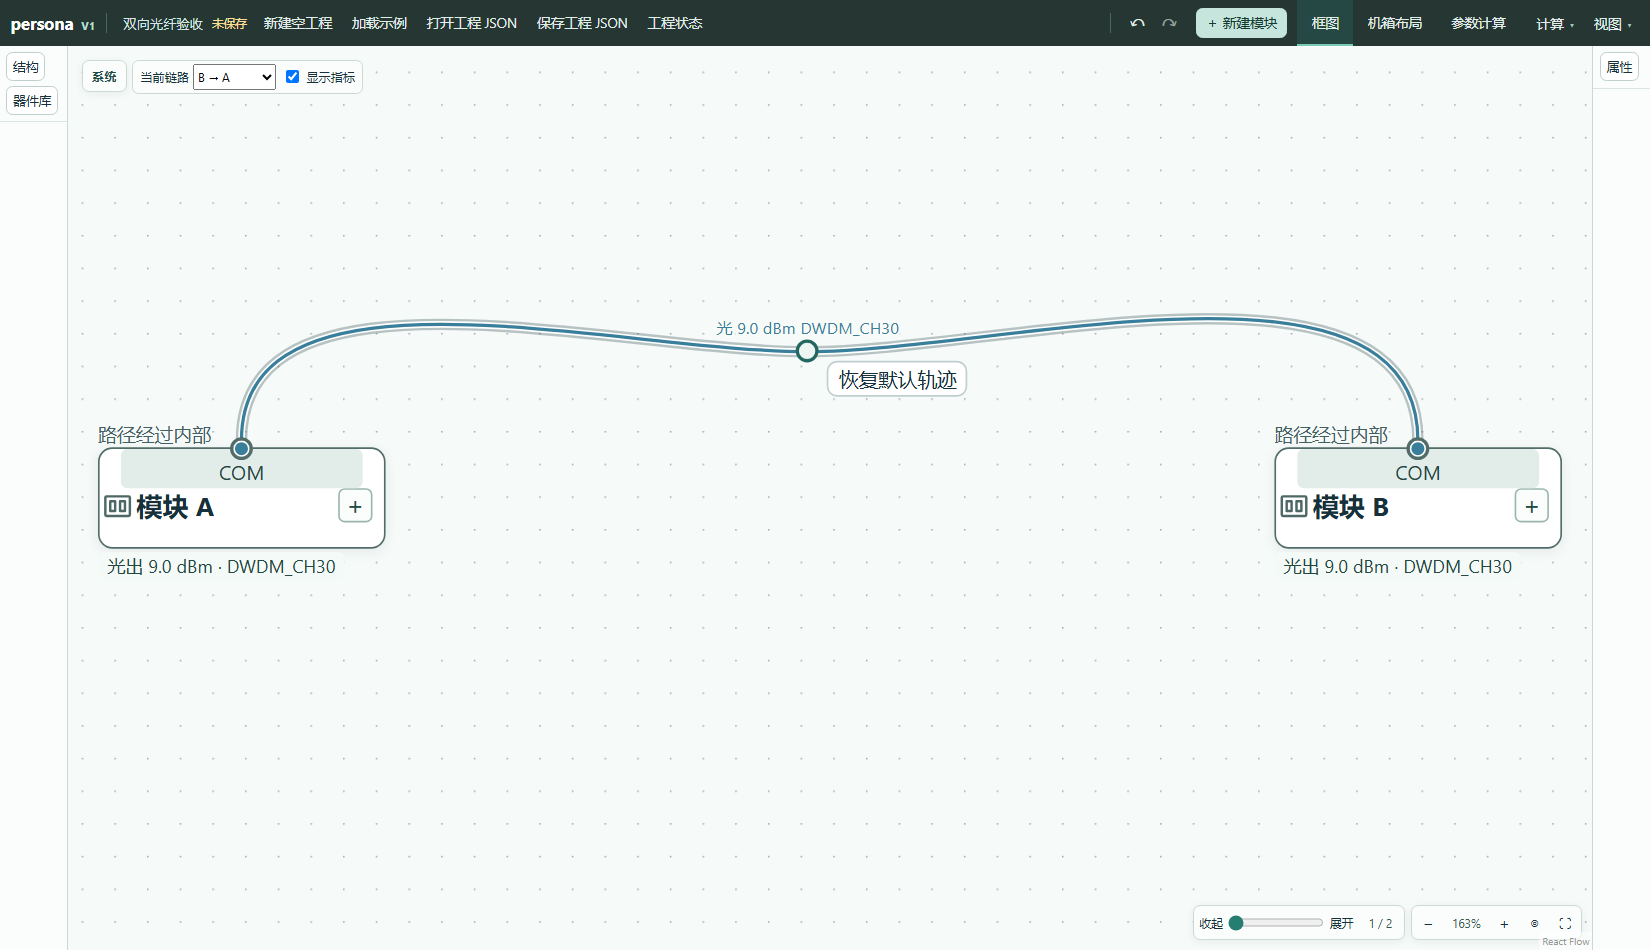 persona V1 双向光纤验收 未保存 新建空工程 加载示例 打开工程 JSON 保存工程 JSON 工程状态 + 新建模块 框图 机箱布局 参数计算 计算 视图
结构
器件库
系统 当前链路 B → A 显示指标
属性
光 9.0 dBm DWDM_CH30
恢复默认轨迹
路径经过内部
COM
模块 A +
光出 9.0 dBm · DWDM_CH30
路径经过内部
COM
模块 B +
光出 9.0 dBm · DWDM_CH30
收起 展开 1 / 2 − 163% +
React Flow